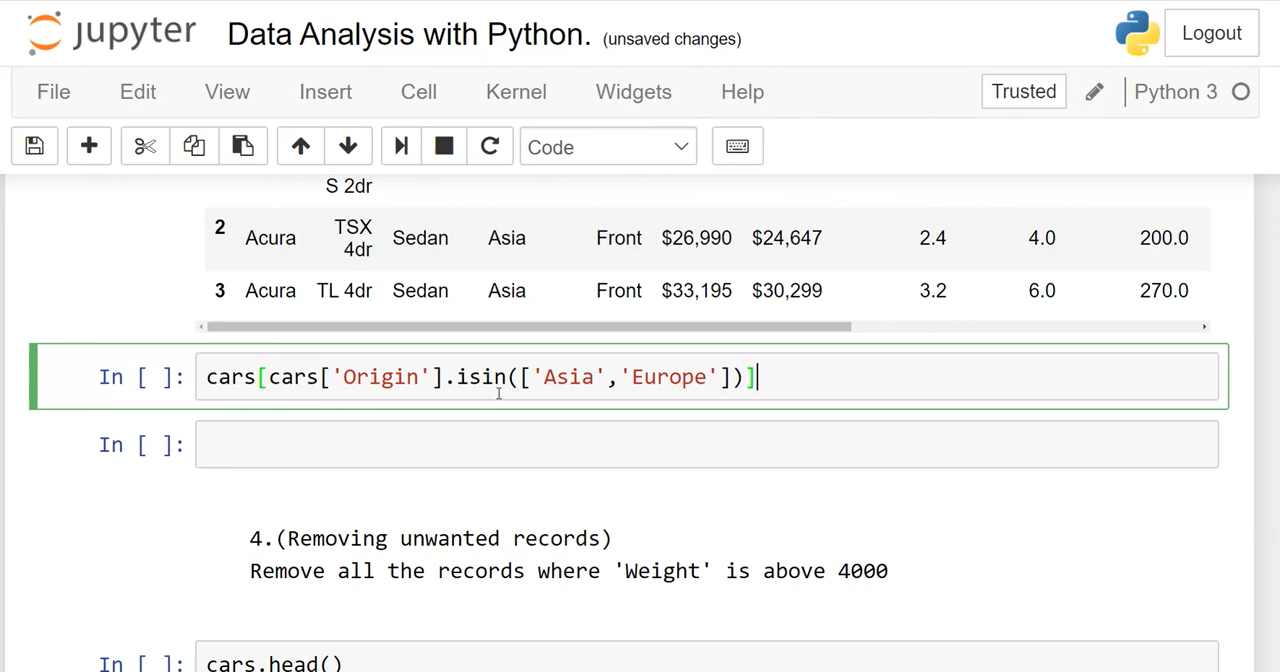 jupyter Data Analysis with Python. (unsaved changes) Logout
File Edit View Insert Cell Kernel Widgets Help Trusted Python 3
Code
S 2dr
2 Acura TSX 4dr Sedan Asia Front $26,990 $24,647 2.4 4.0 200.0
3 Acura TL 4dr Sedan Asia Front $33,195 $30,299 3.2 6.0 270.0
In [ ]: cars[cars['Origin'].isin(['Asia','Europe'])]
In [ ]:
4.(Removing unwanted records)
Remove all the records where 'Weight' is above 4000
In [ ]: cars.head()